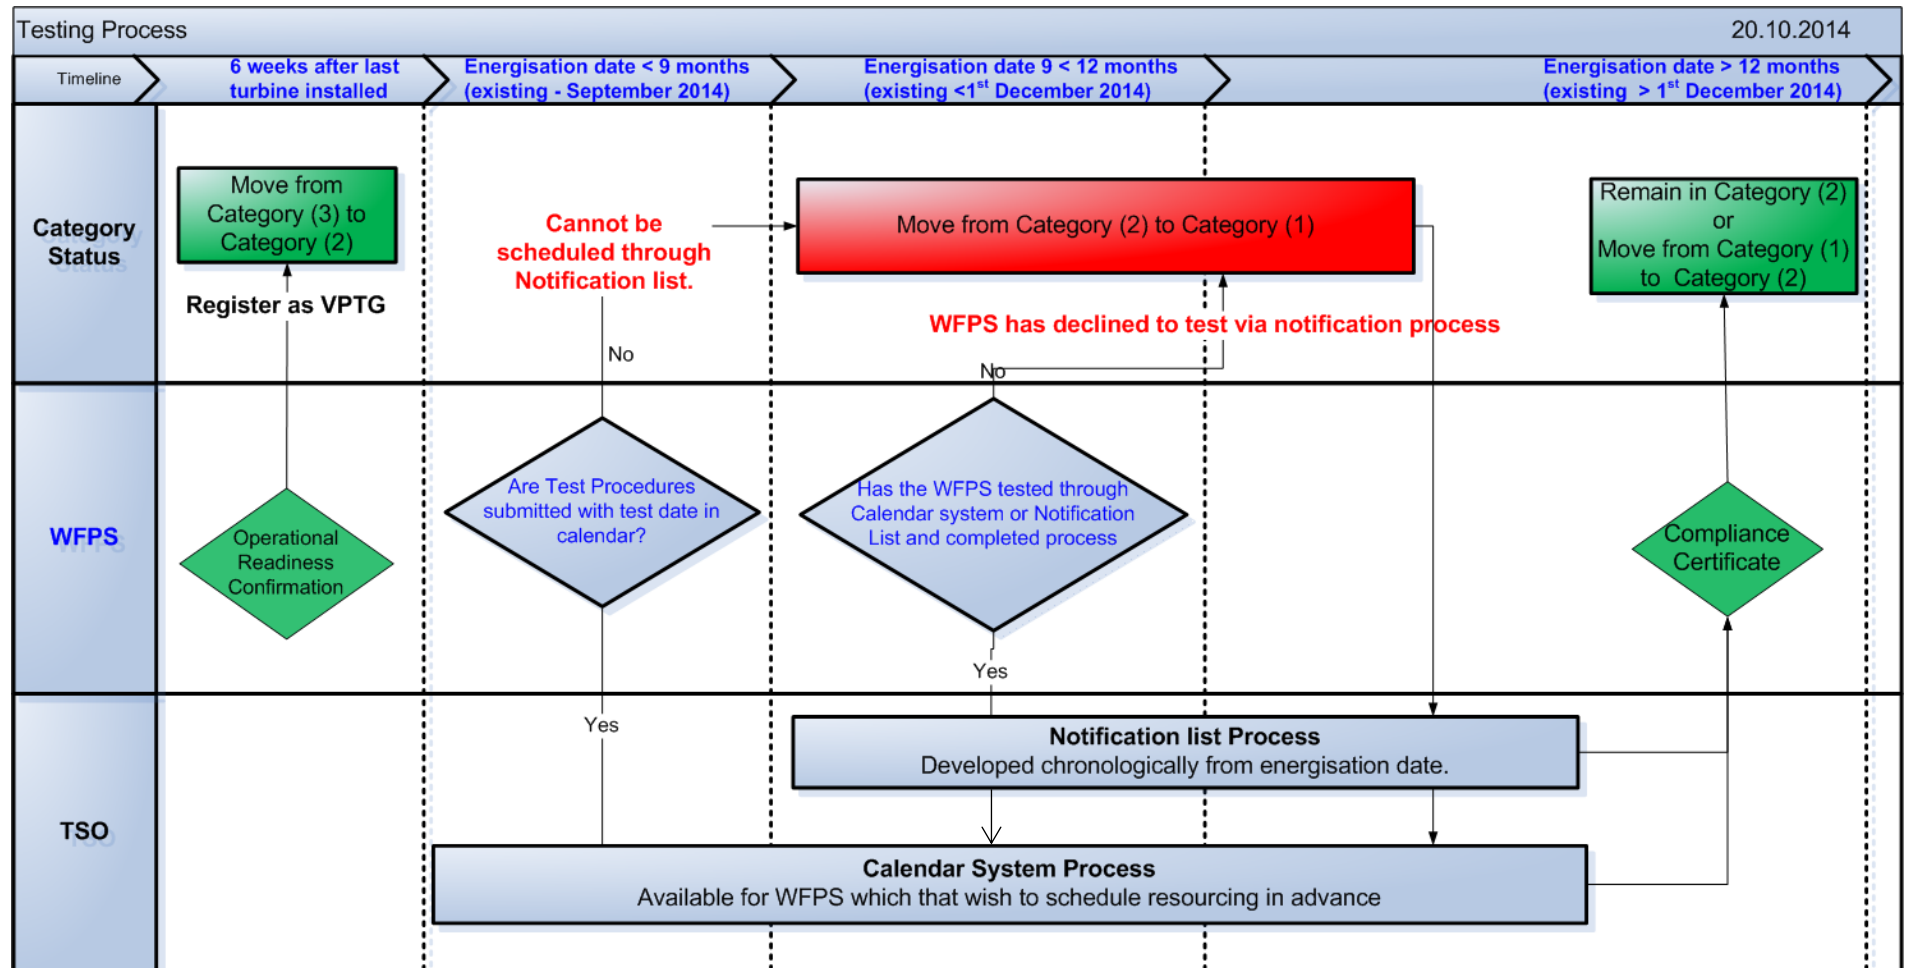 Testing Process
20.10.2014
Timeline
6 weeks after last
turbine installed
Energisation date < 9 months
(existing - September 2014)
Energisation date 9 < 12 months
(existing <1st December 2014)
Energisation date > 12 months
(existing > 1st December 2014)
Category
Status
Move from
Category (3) to
Category (2)
Register as VPTG
Cannot be
scheduled through
Notification list.
No
Move from Category (2) to Category (1)
WFPS has declined to test via notification process
No
Remain in Category (2)
or
Move from Category (1)
to Category (2)
WFPS
Operational
Readiness
Confirmation
Are Test Procedures
submitted with test date in
calendar?
Has the WFPS tested through
Calendar system or Notification
List and completed process
Compliance
Certificate
Yes
Yes
TSO
Notification list Process
Developed chronologically from energisation date.
Calendar System Process
Available for WFPS which that wish to schedule resourcing in advance